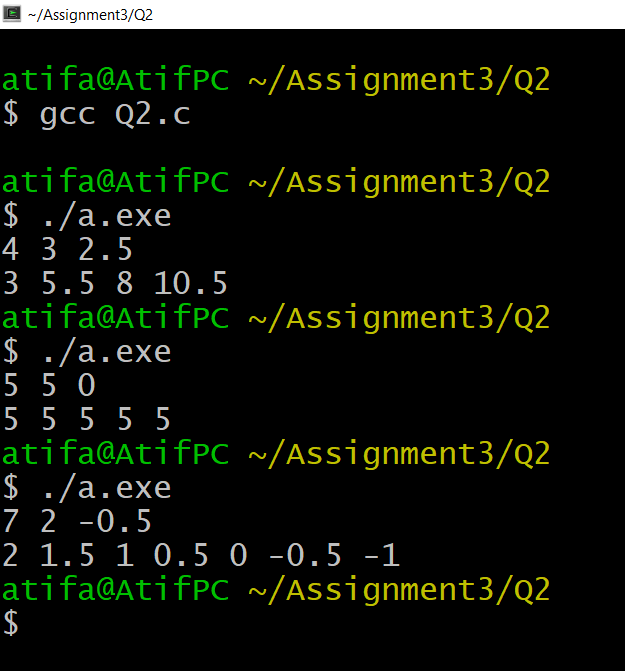 ~/Assignment3/Q2
atifa@AtifPC ~/Assignment3/Q2
$ gcc Q2.c
atifa@AtifPC ~/Assignment3/Q2
$ ./a.exe
4 3 2.5
3 5.5 8 10.5
atifa@AtifPC ~/Assignment3/Q2
$ ./a.exe
5 5 0
5 5 5 5 5
atifa@AtifPC ~/Assignment3/Q2
$ ./a.exe
7 2 -0.5
2 1.5 1 0.5 0 -0.5 -1
atifa@AtifPC ~/Assignment3/Q2
$